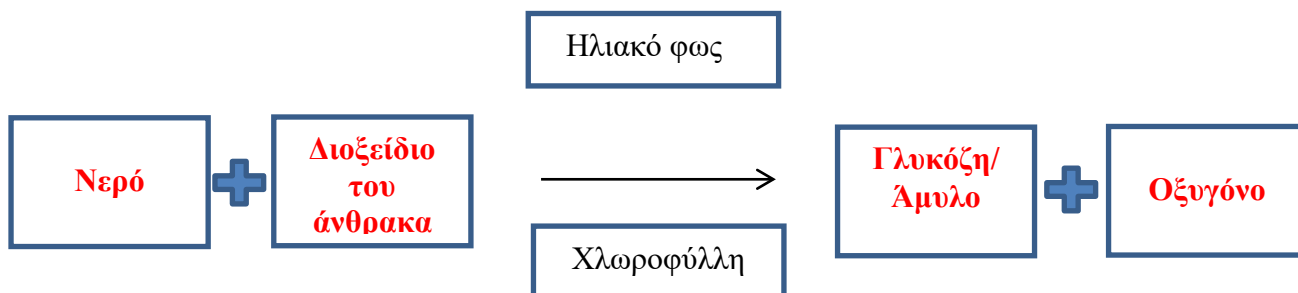 Ηλιακό φως
Νερό
Διοξείδιο
του
άνθρακα
Γλυκόζη/
Άμυλο
Οξυγόνο
Χλωροφύλλη